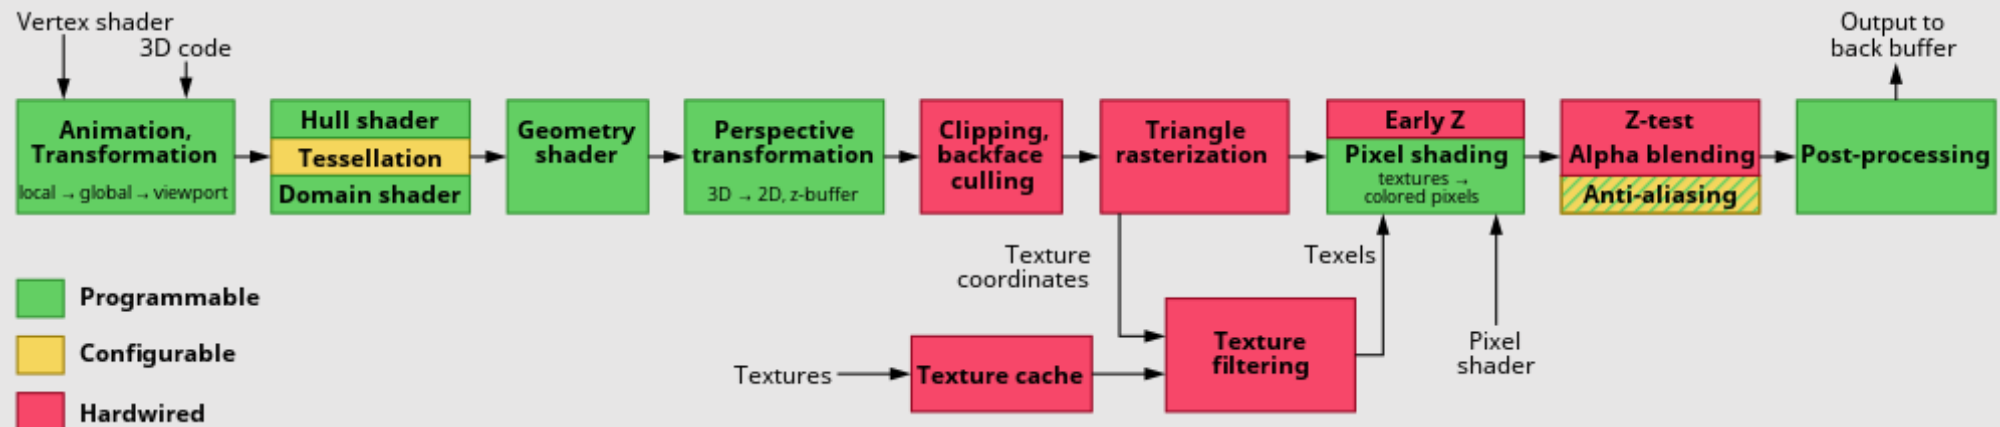 Vertex shader
3D code
Output to
back buffer
Animation,
Transformation
local → global → viewport
Hull shader
Tessellation
Domain shader
Geometry
shader
Perspective
transformation
3D → 2D, z-buffer
Clipping,
backface
culling
Triangle
rasterization
Early Z
Pixel shading
textures →
colored pixels
Z-test
Alpha blending
Anti-aliasing
Post-processing
Texture
coordinates
Texels
Programmable
Configurable
Hardwired
Textures
Texture cache
Texture
filtering
Pixel
shader